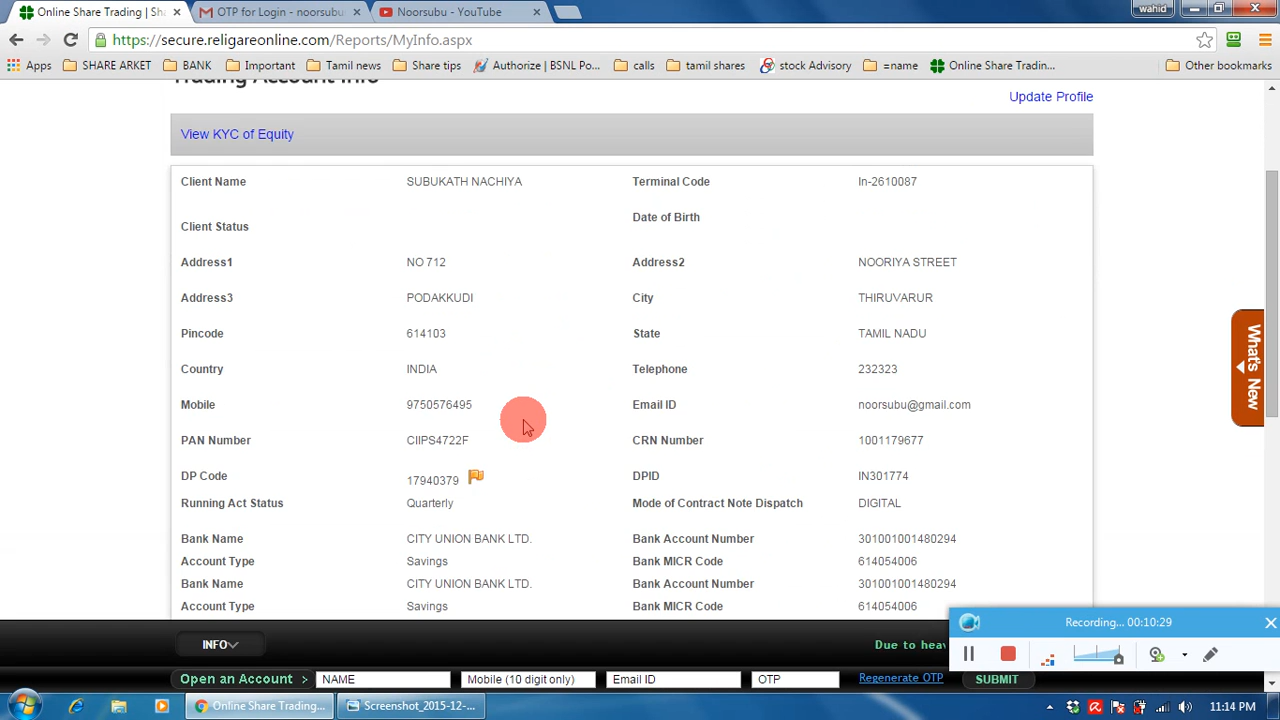 Online Share Trading | Sha
OTP for Login - noorsubu
Noorsubu - YouTube
wahid
https://secure.religareonline.com/Reports/MyInfo.aspx
Apps SHARE ARKET BANK Important Tamil news Share tips Authorize | BSNL Po... calls tamil shares stock Advisory =name Online Share Tradin... Other bookmarks
Trading Account Info
Update Profile
View KYC of Equity
Client Name SUBUKATH NACHIYA Terminal Code In-2610087
Client Status Date of Birth
Address1 NO 712 Address2 NOORIYA STREET
Address3 PODAKKUDI City THIRUVARUR
Pincode 614103 State TAMIL NADU
Country INDIA Telephone 232323
Mobile 9750576495 Email ID noorsubu@gmail.com
PAN Number CIIPS4722F CRN Number 1001179677
DP Code 17940379 DPID IN301774
Running Act Status Quarterly Mode of Contract Note Dispatch DIGITAL
Bank Name CITY UNION BANK LTD. Bank Account Number 301001001480294
Account Type Savings Bank MICR Code 614054006
Bank Name CITY UNION BANK LTD. Bank Account Number 301001001480294
Account Type Savings Bank MICR Code 614054006
What's New
Recording... 00:10:29
INFO Due to heav
Open an Account > NAME Mobile (10 digit only) Email ID OTP Regenerate OTP SUBMIT
Online Share Trading... Screenshot_2015-12-... 11:14 PM